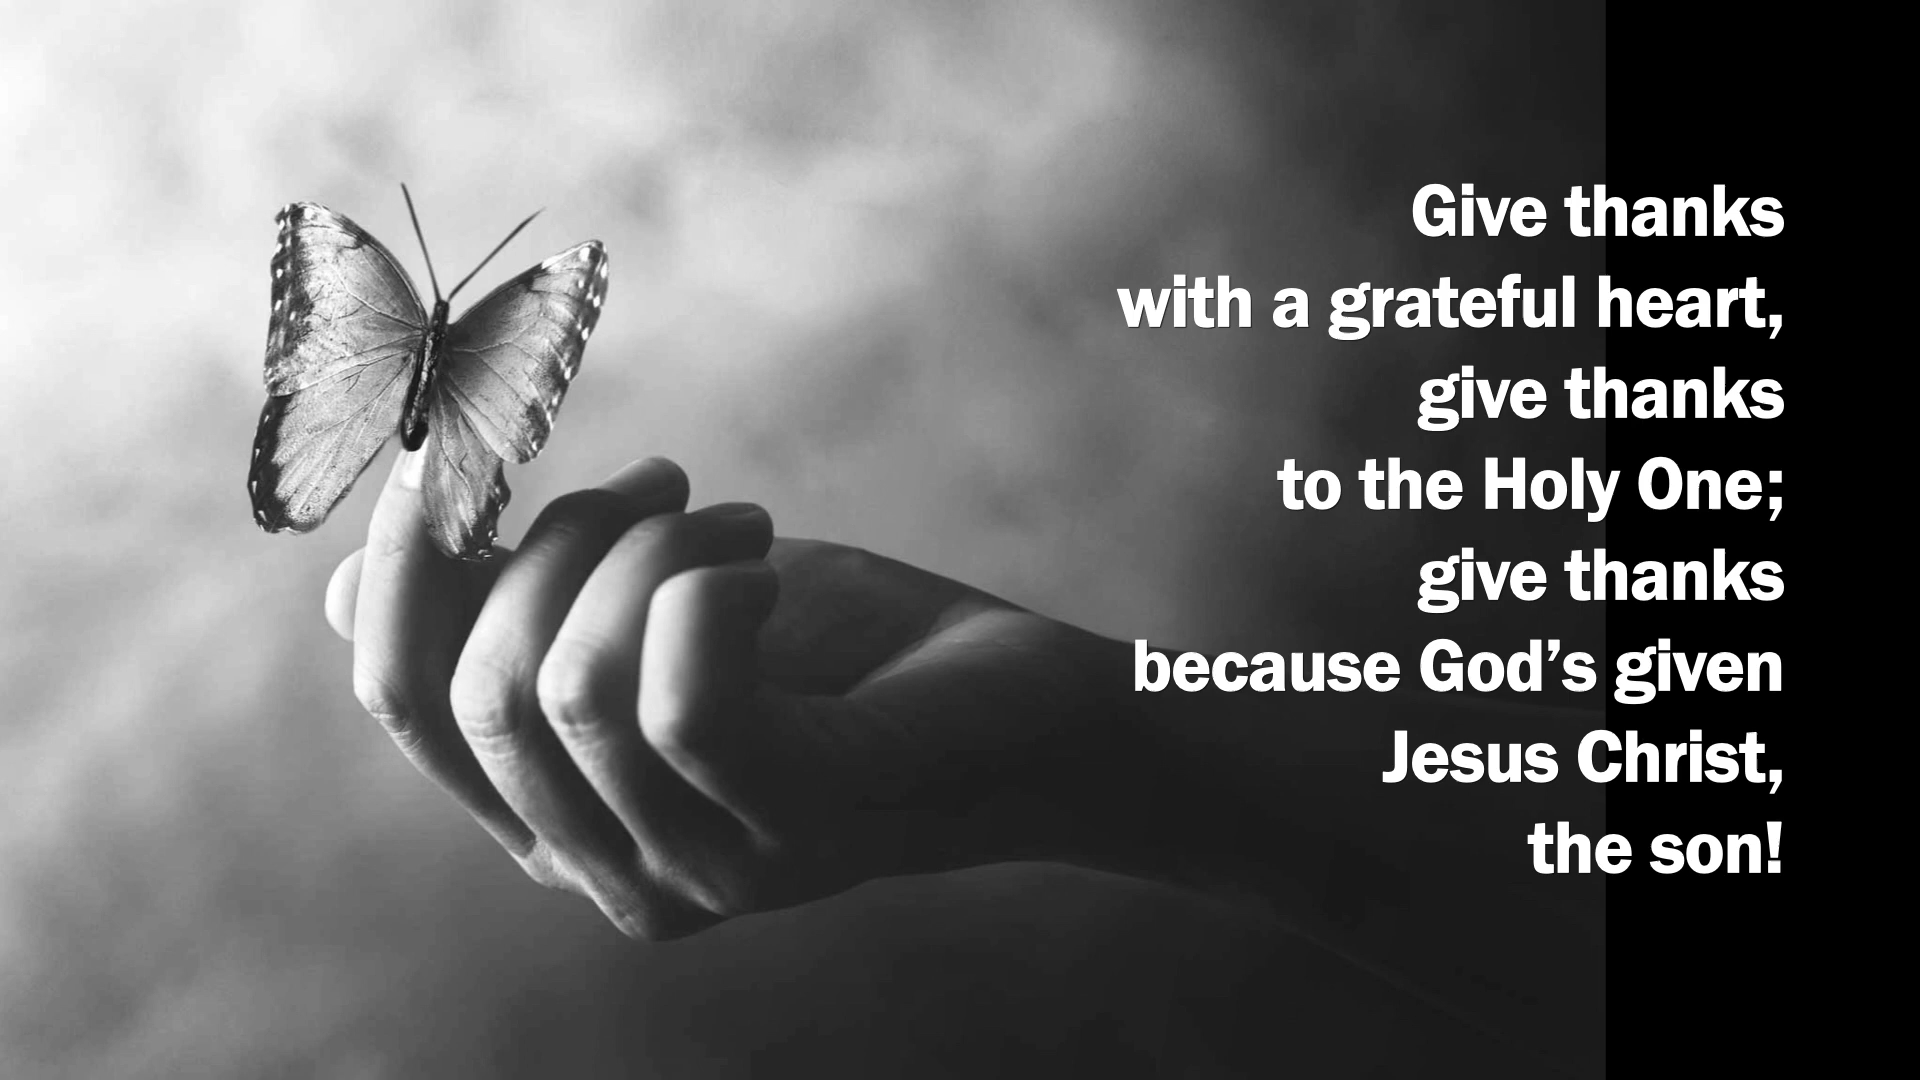 Give thanks
with a grateful heart,
give thanks
to the Holy One;
give thanks
because God’s given
Jesus Christ,
the son!